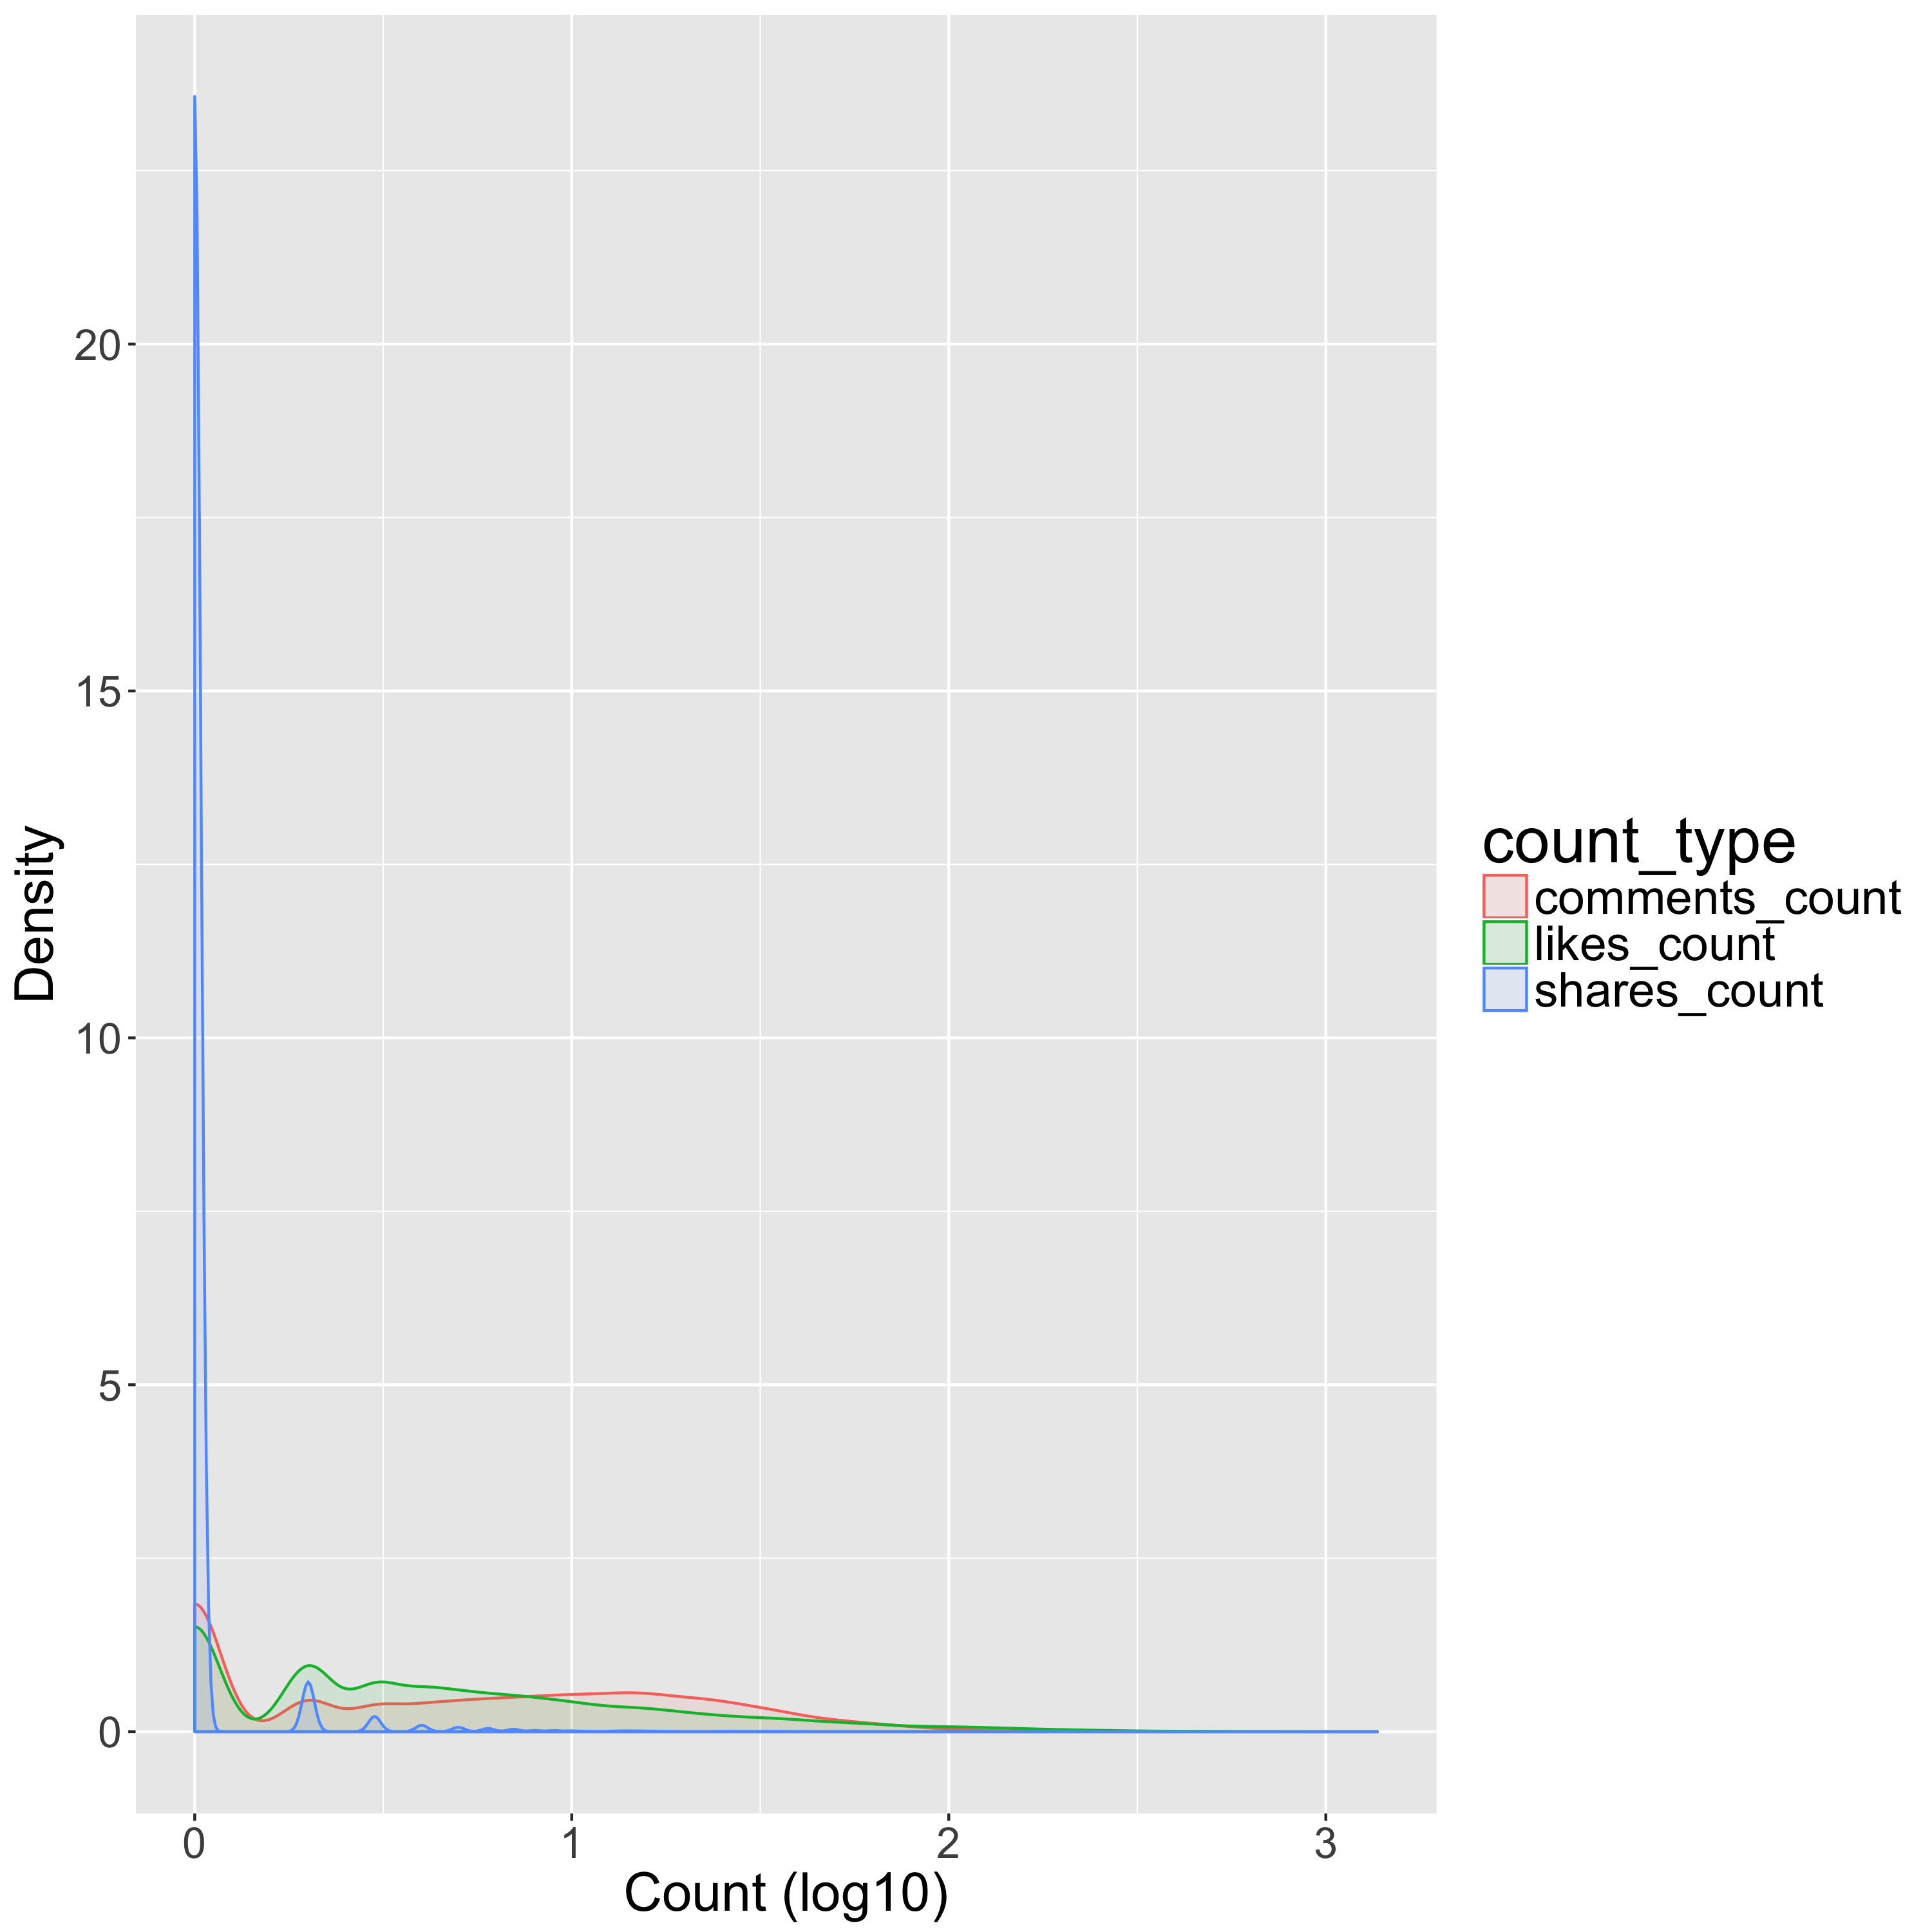 20
15
10
5
0
Density
0 1 2 3
Count (log10)
count_type
comments_count
likes_count
shares_count